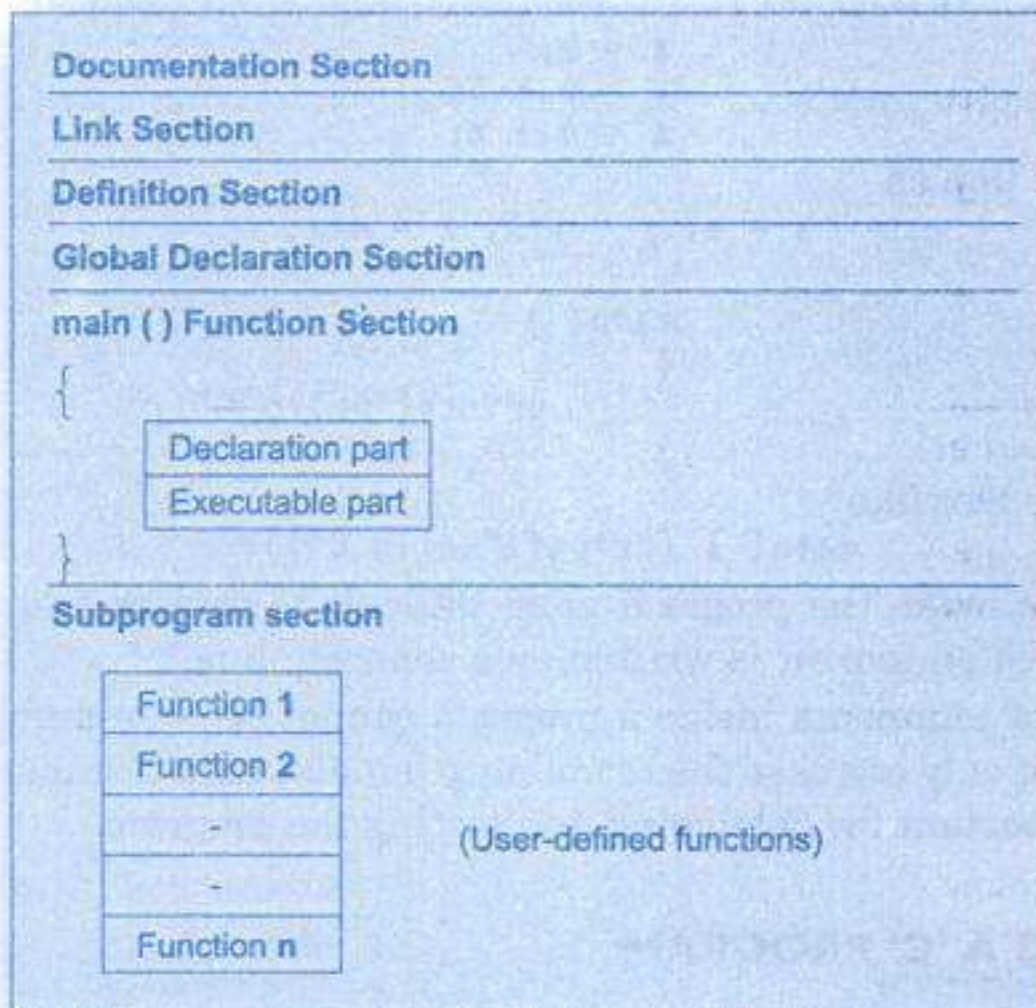 Documentation Section
Link Section
Definition Section
Global Declaration Section
main ( ) Function Section
{
Declaration part
Executable part
}
Subprogram section
Function 1
Function 2
-
(User-defined functions)
-
Function n